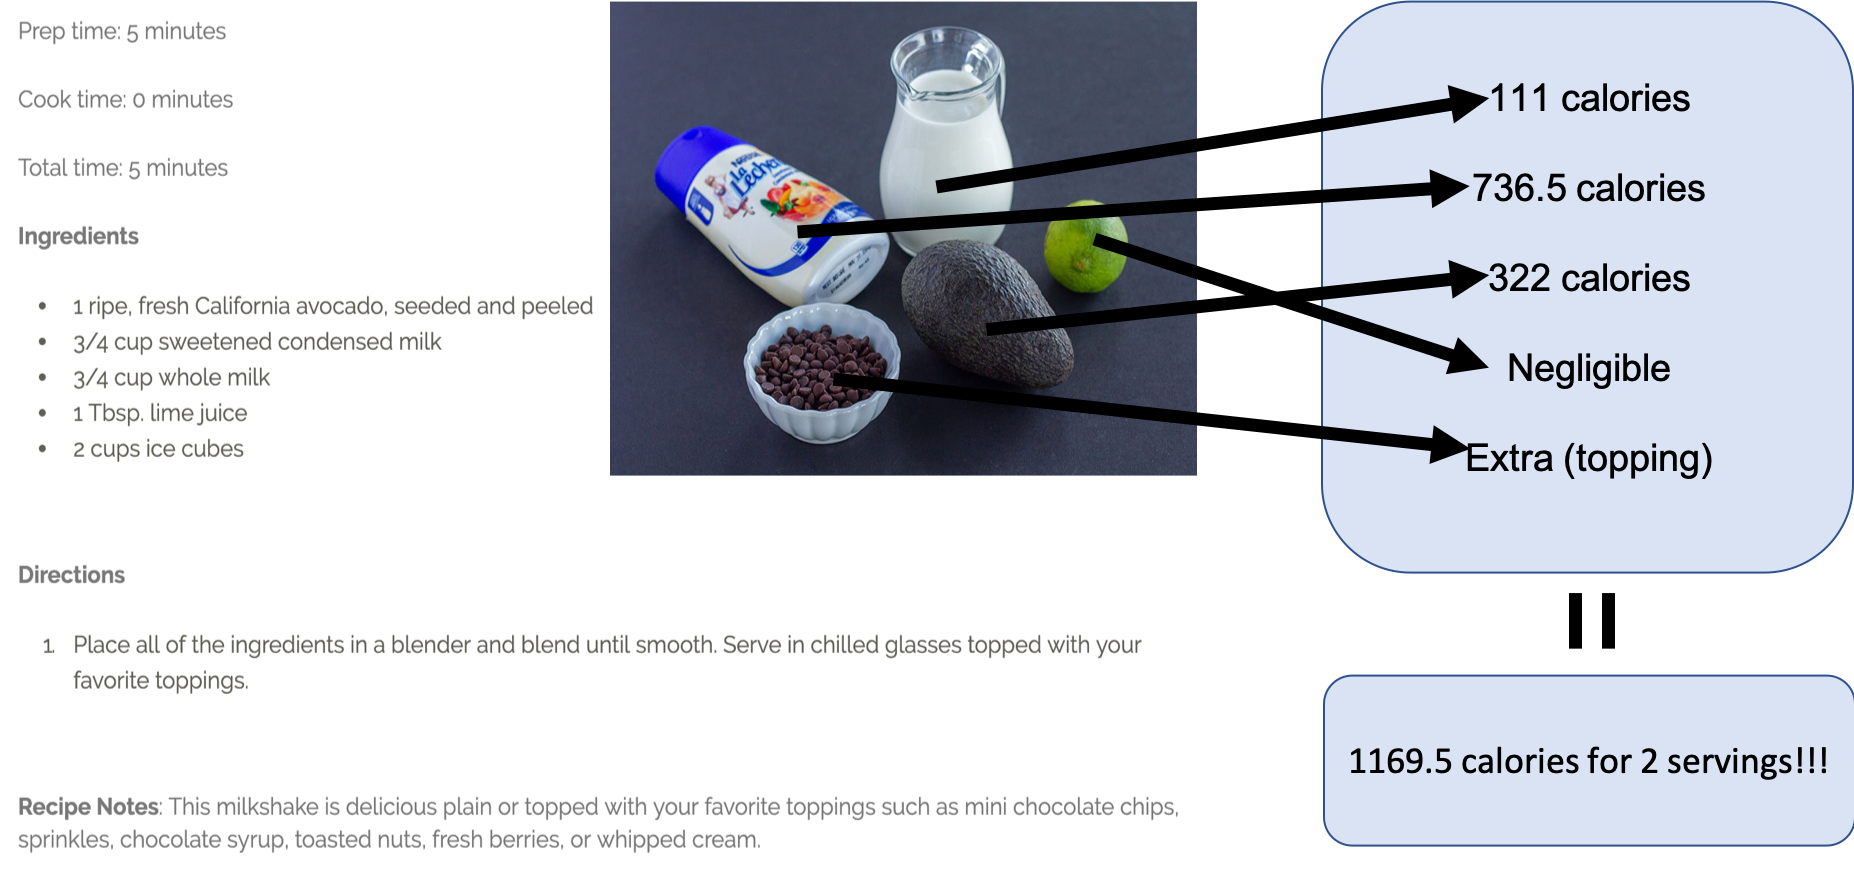 Prep time: 5 minutes
Cook time: 0 minutes
Total time: 5 minutes
Ingredients
• 1 ripe, fresh California avocado, seeded and peeled
• 3/4 cup sweetened condensed milk
• 3/4 cup whole milk
• 1 Tbsp. lime juice
• 2 cups ice cubes
La
Lechera
111 calories
736.5 calories
322 calories
Negligible
Extra (topping)
1169.5 calories for 2 servings!!!
Directions
1. Place all of the ingredients in a blender and blend until smooth. Serve in chilled glasses topped with your
favorite toppings.
Recipe Notes: This milkshake is delicious plain or topped with your favorite toppings such as mini chocolate chips,
sprinkles, chocolate syrup, toasted nuts, fresh berries, or whipped cream.